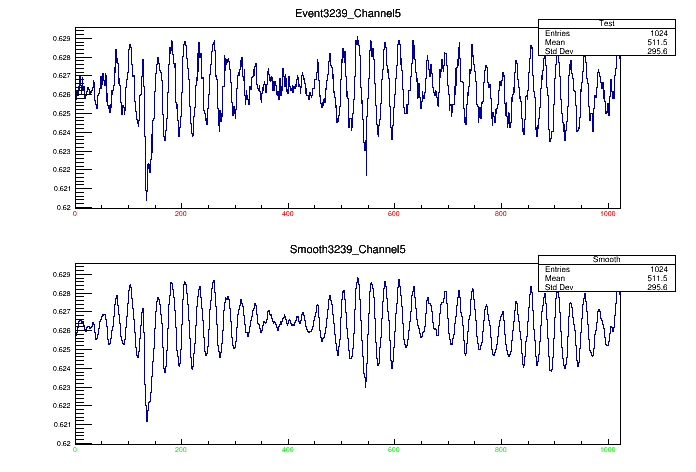 Event3239_Channel5
Test
Entries 1024
Mean 511.5
Std Dev 295.6
0.629
0.628
0.627
0.626
0.625
0.624
0.623
0.622
0.621
0.62
0 200 400 600 800 1000
Smooth3239_Channel5
Smooth
Entries 1024
Mean 511.5
Std Dev 295.6
0.629
0.628
0.627
0.626
0.625
0.624
0.623
0.622
0.621
0.62
0 200 400 600 800 1000